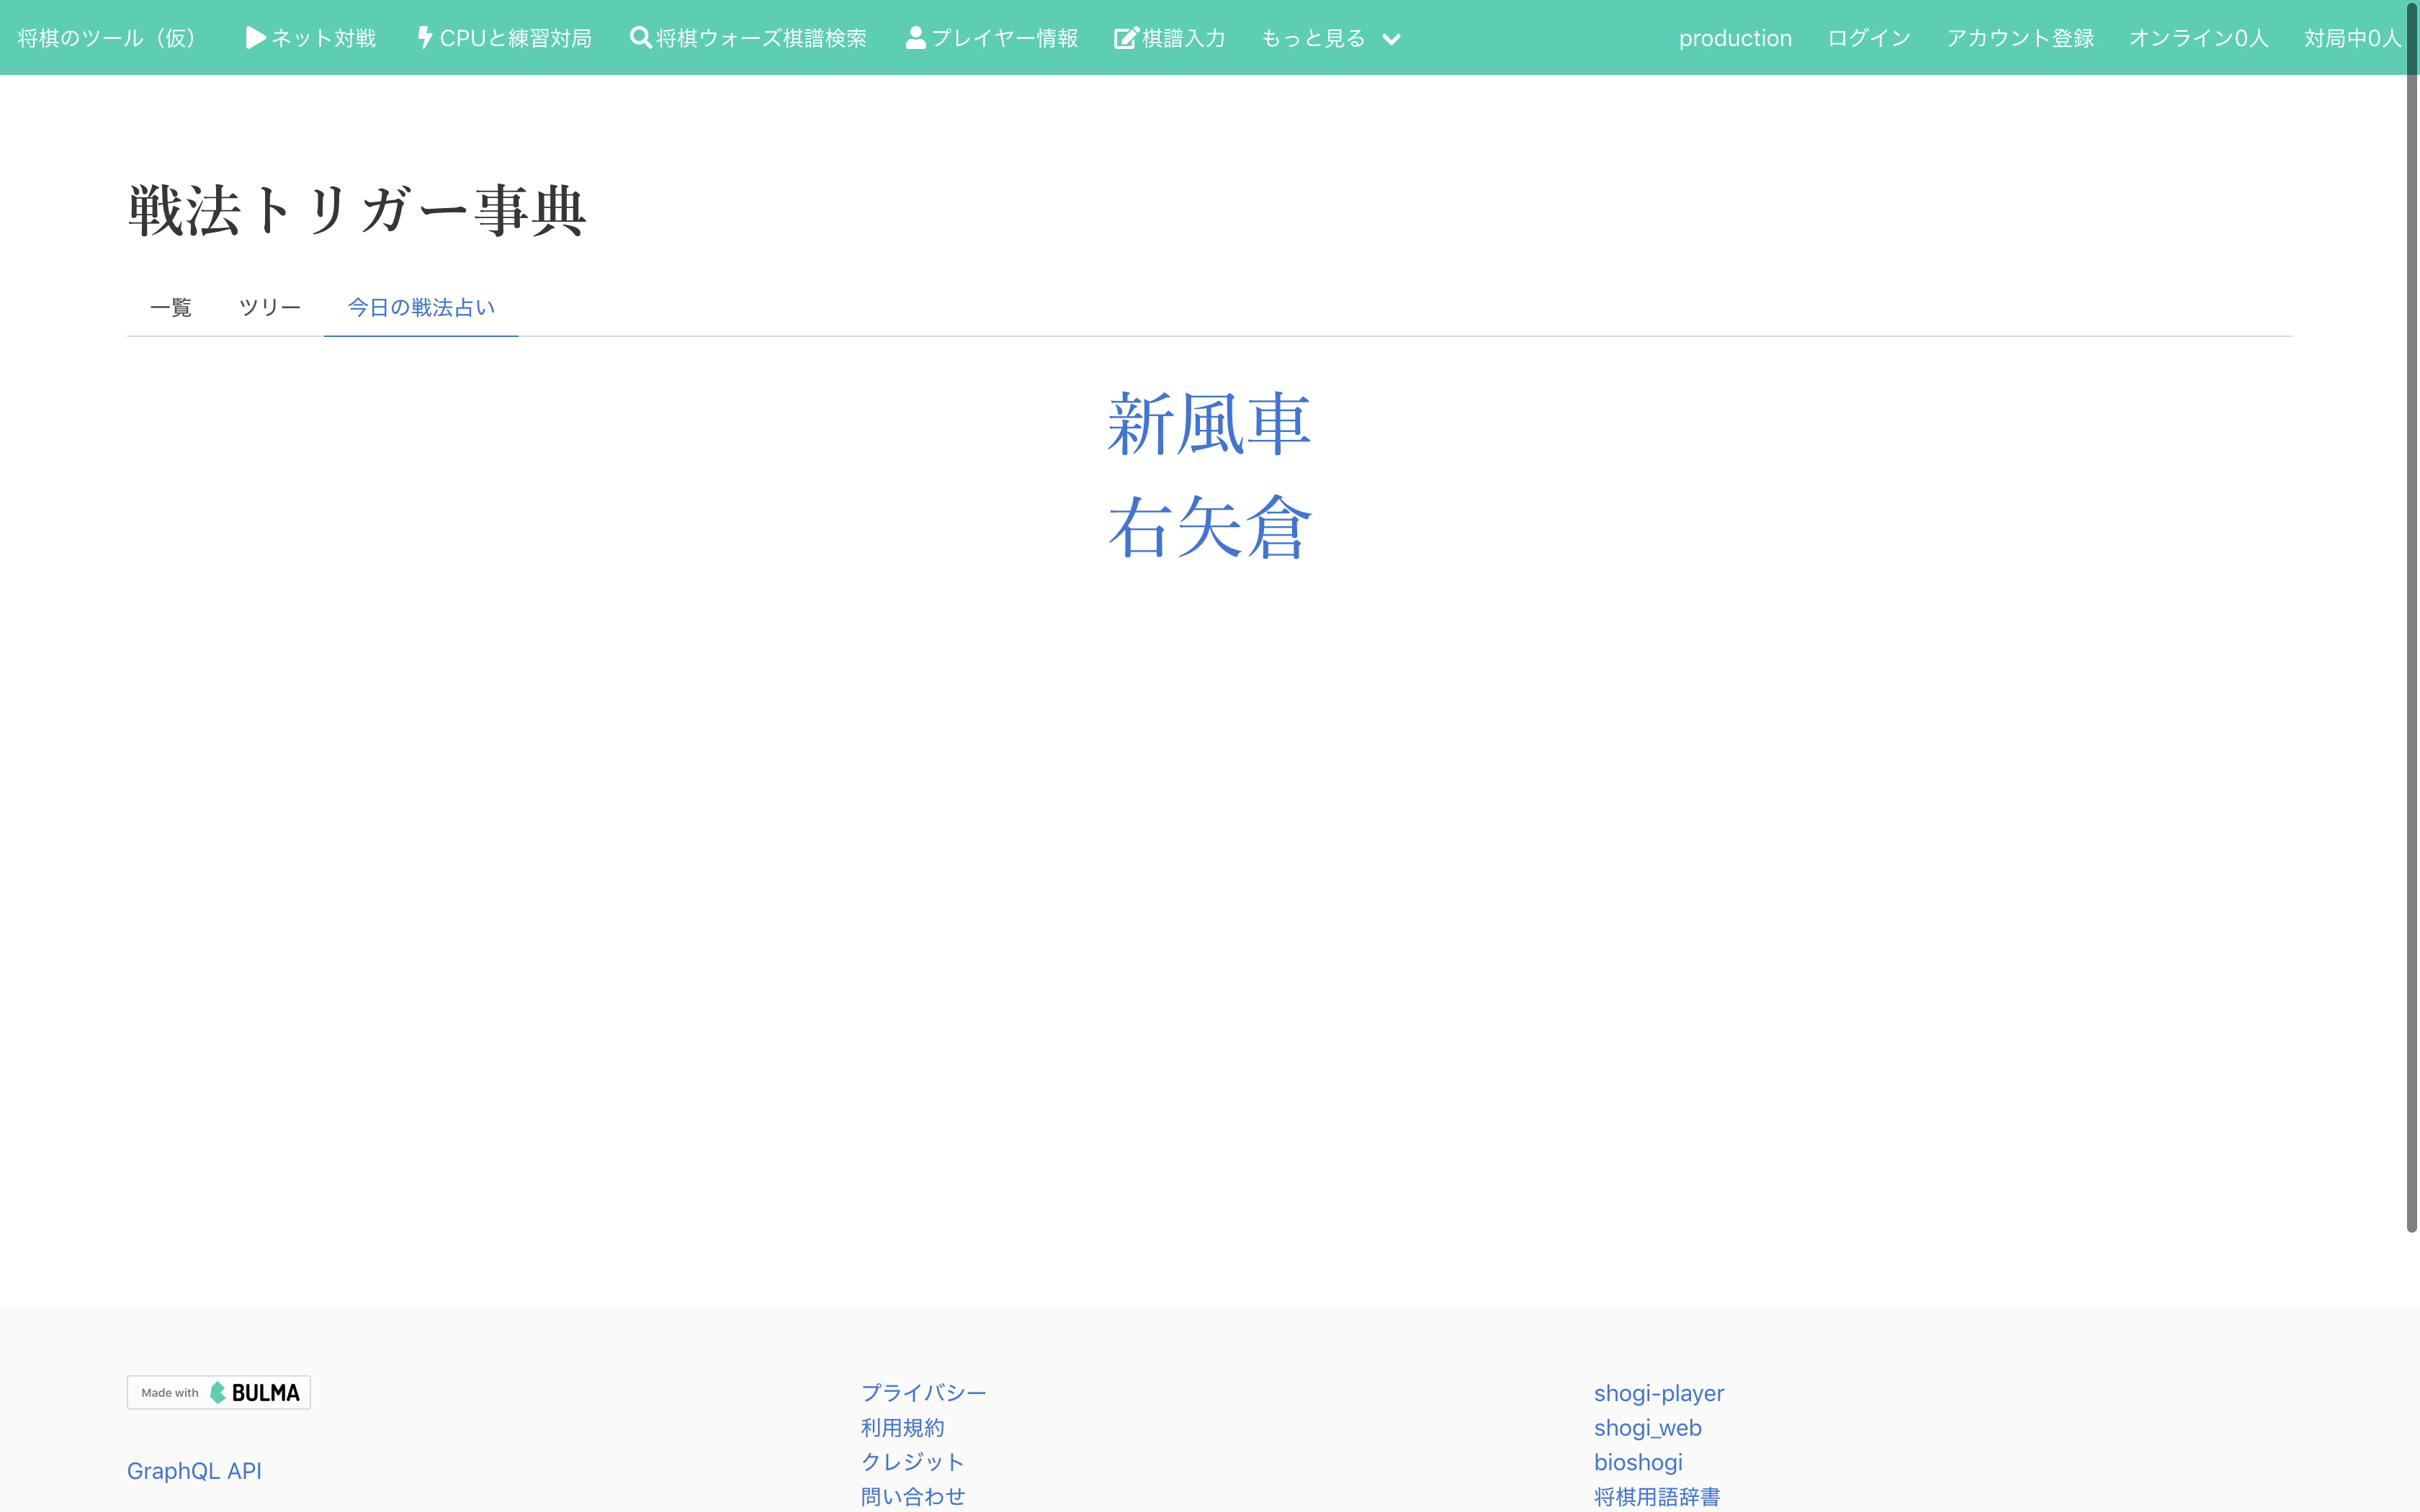 将棋のツール（仮） ネット対戦 CPUと練習対局 将棋ウォーズ棋譜検索 プレイヤー情報 棋譜入力 もっと見る production ログイン アカウント登録 オンライン0人 対局中0人
戦法トリガー事典
一覧 ツリー 今日の戦法占い
新風車
右矢倉
Made with BULMA
GraphQL API
プライバシー
利用規約
クレジット
問い合わせ
shogi-player
shogi_web
bioshogi
将棋用語辞書